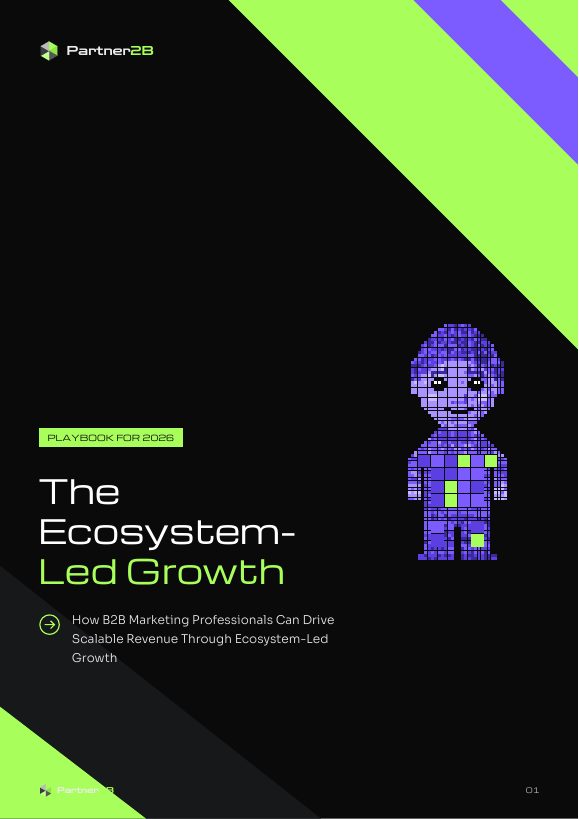 Partner2B
PLAYBOOK FOR 2026
The
Ecosystem-
Led Growth
How B2B Marketing Professionals Can Drive
Scalable Revenue Through Ecosystem-Led
Growth
Partner2B
01